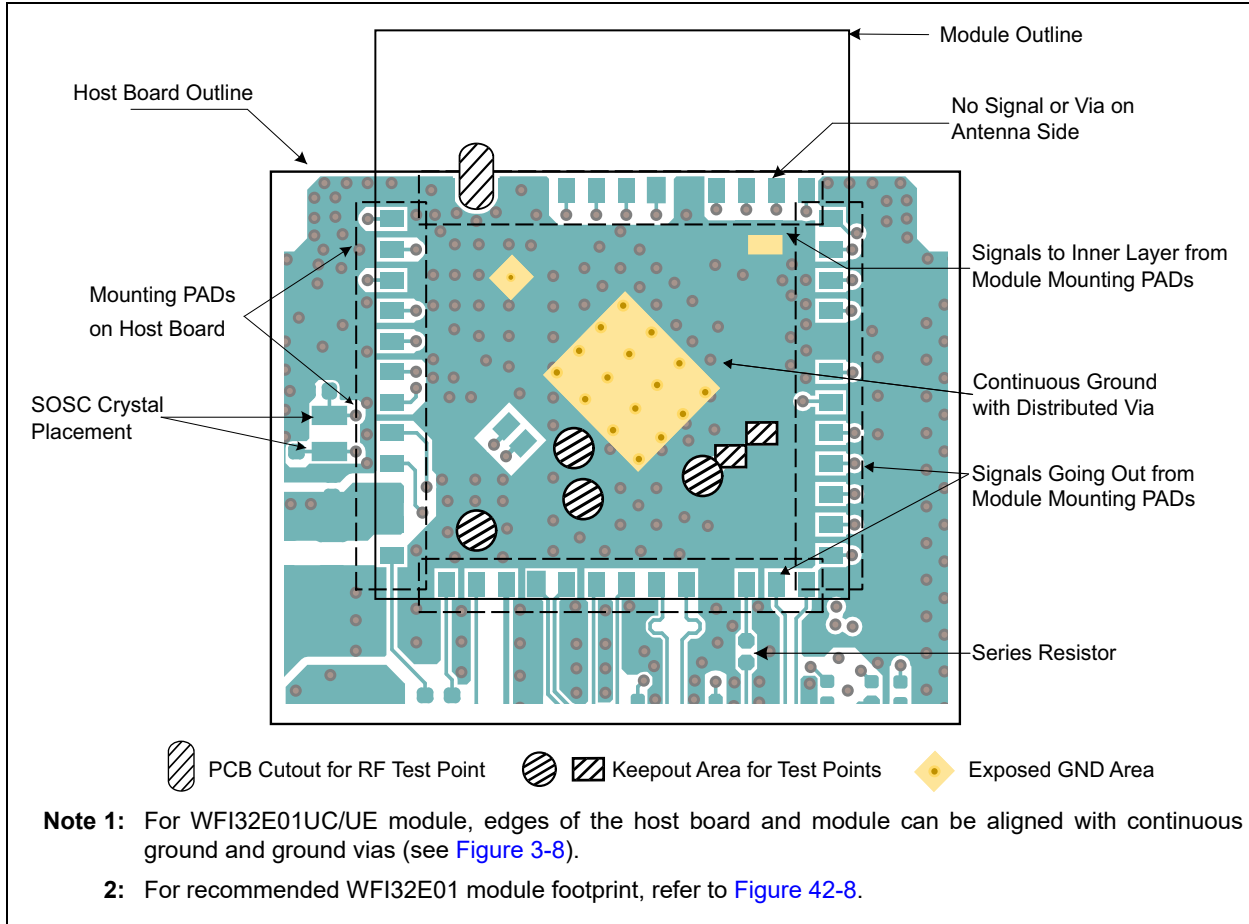 Module Outline
Host Board Outline
No Signal or Via on
Antenna Side
Signals to Inner Layer from
Module Mounting PADs
Mounting PADs
on Host Board
Continuous Ground
with Distributed Via
SOSC Crystal
Placement
Signals Going Out from
Module Mounting PADs
Series Resistor
PCB Cutout for RF Test Point
Keepout Area for Test Points
Exposed GND Area
Note 1: For WFI32E01UC/UE module, edges of the host board and module can be aligned with continuous
ground and ground vias (see Figure 3-8).
2: For recommended WFI32E01 module footprint, refer to Figure 42-8.